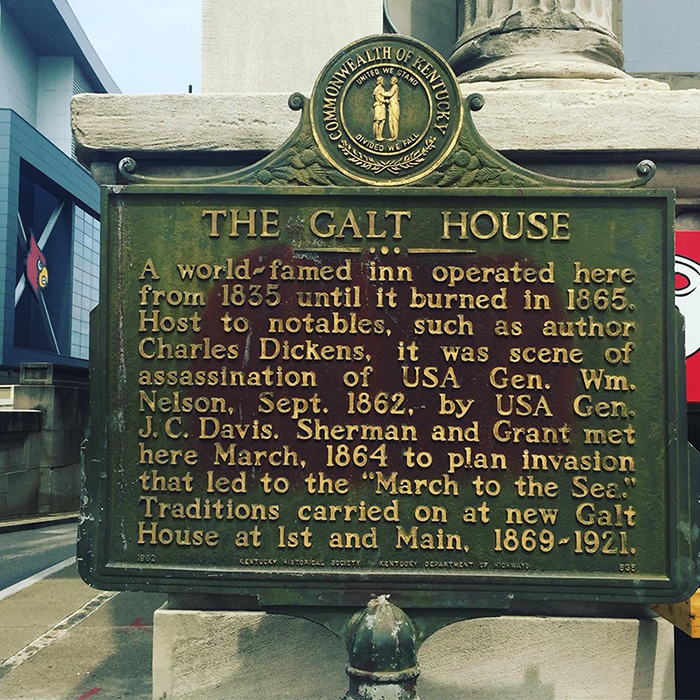 COMMONWEALTH OF KENTUCKY
UNITED WE STAND
DIVIDED WE FALL
THE GALT HOUSE
A world-famed inn operated here
from 1835 until it burned in 1865.
Host to notables, such as author
Charles Dickens, it was scene of
assassination of USA Gen. Wm.
Nelson, Sept. 1862, by USA Gen.
J.C. Davis. Sherman and Grant met
here March, 1864 to plan invasion
that led to the "March to the Sea."
Traditions carried on at new Galt
House at 1st and Main, 1869-1921.
KENTUCKY HISTORICAL SOCIETY KENTUCKY DEPARTMENT OF HIGHWAYS